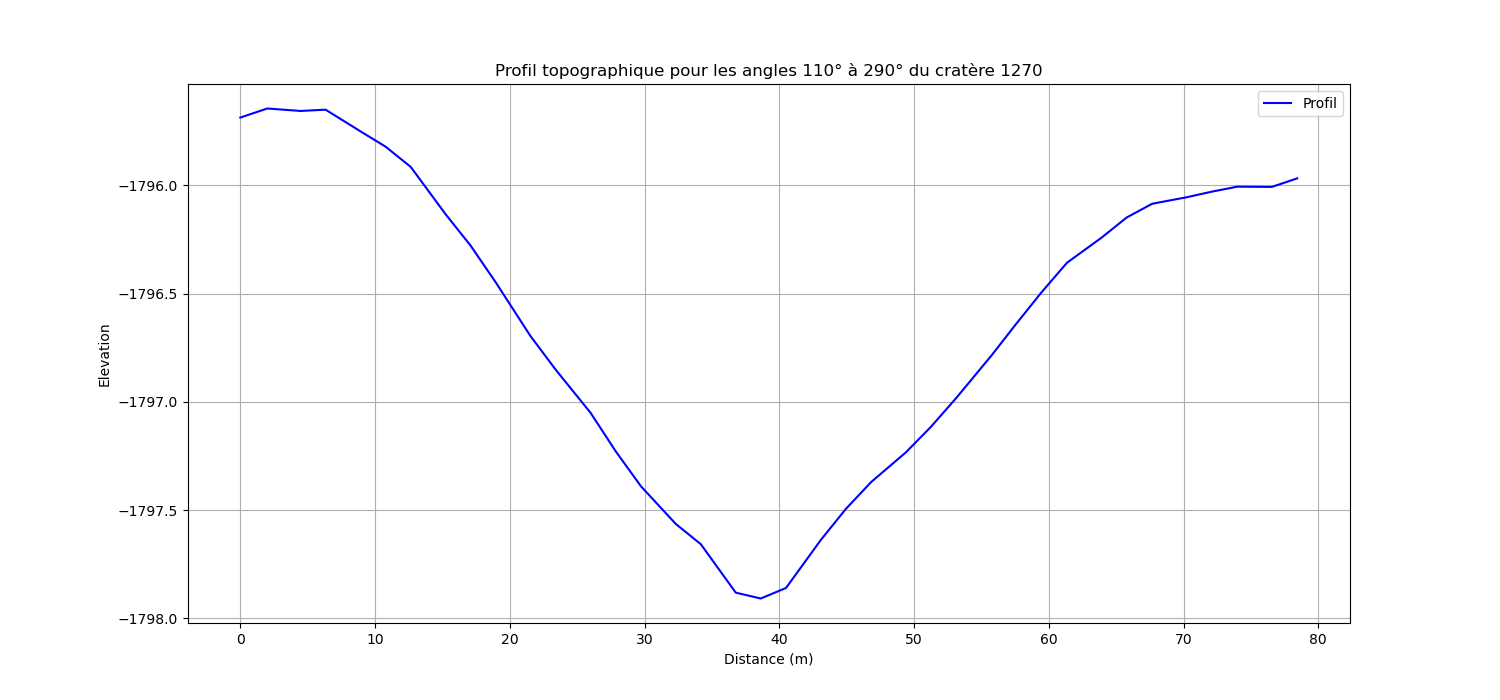 Profil topographique pour les angles 110° à 290° du cratère 1270
Profil
Elevation
−1796.0
−1796.5
−1797.0
−1797.5
−1798.0
0 10 20 30 40 50 60 70 80
Distance (m)